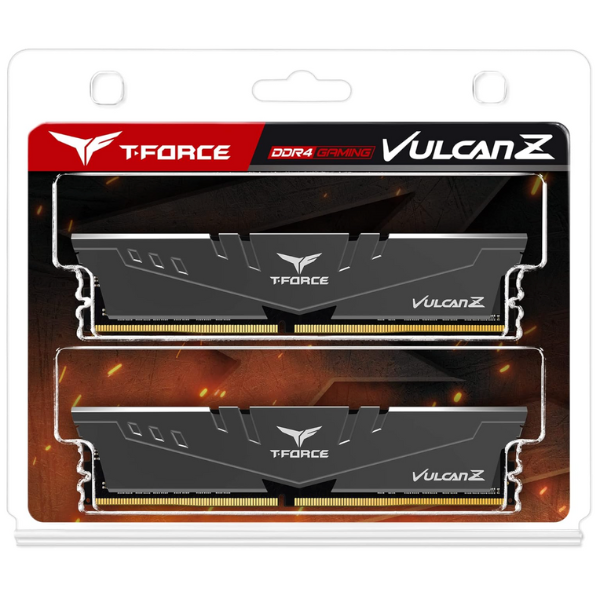 T-FORCE DDR4 GAMING VULCAN Z
T-FORCE
VULCAN Z
T-FORCE
VULCAN Z